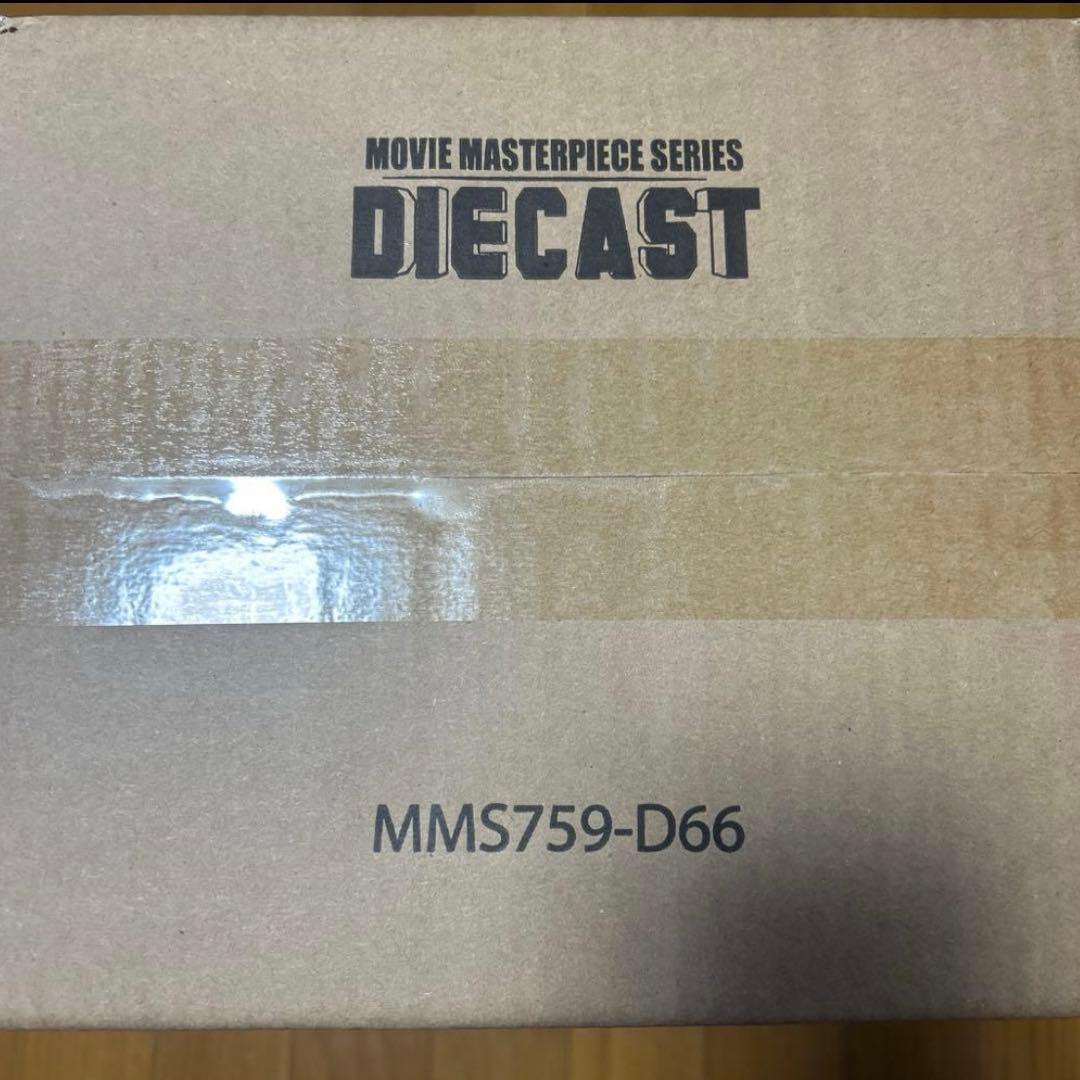 MOVIE MASTERPIECE SERIES
DIECAST
MMS759-D66